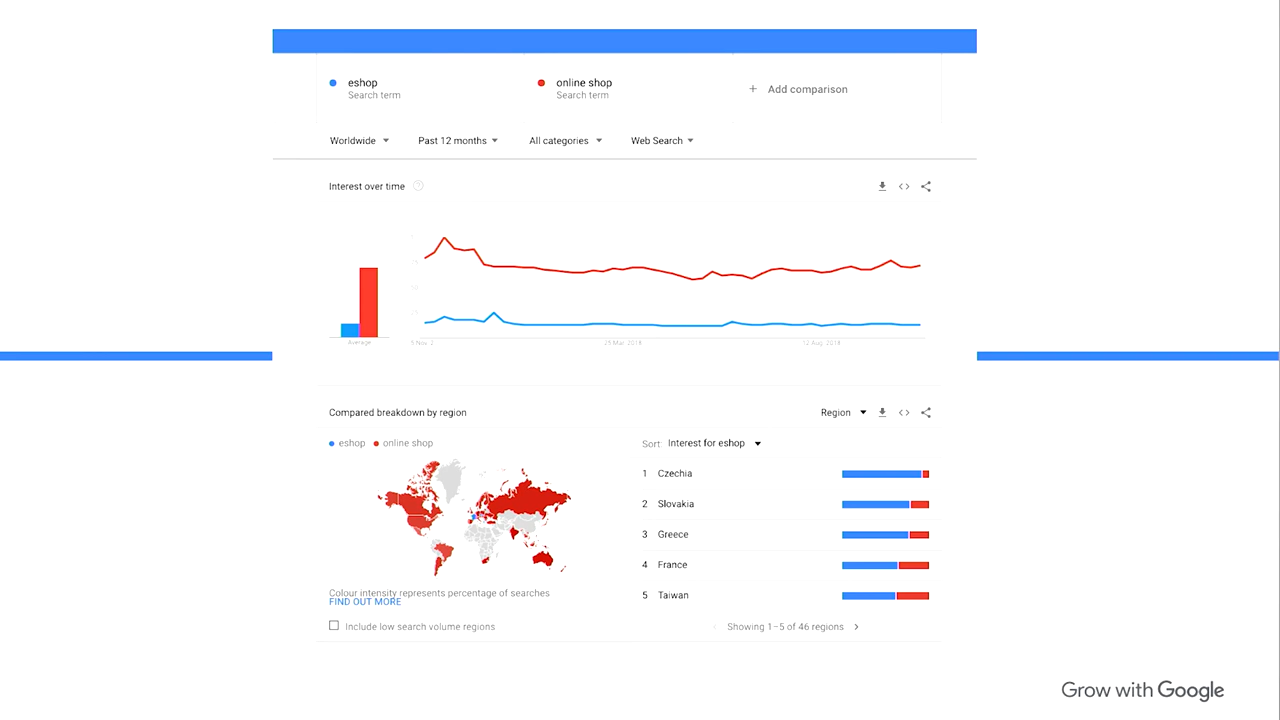 eshop
Search term
online shop
Search term
+ Add comparison
Worldwide
Past 12 months
All categories
Web Search
Interest over time
Average
25 Mar 2018
12 Aug 2018
Compared breakdown by region
Region
eshop
online shop
Sort: Interest for eshop
1 Czechia
2 Slovakia
3 Greece
4 France
5 Taiwan
Colour intensity represents percentage of searches
FIND OUT MORE
Include low search volume regions
Showing 1–5 of 46 regions
Grow with Google